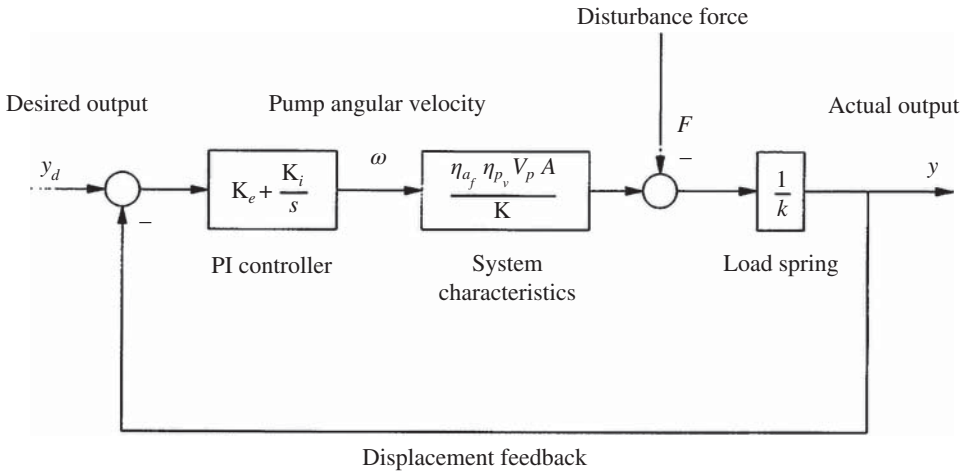 Disturbance force
Desired output
Pump angular velocity
Actual output
F
y_d
K_e + K_i/s
ω
η_{a_f} η_{p_v} V_p A / K
−
1/k
y
−
PI controller
System
characteristics
Load spring
Displacement feedback